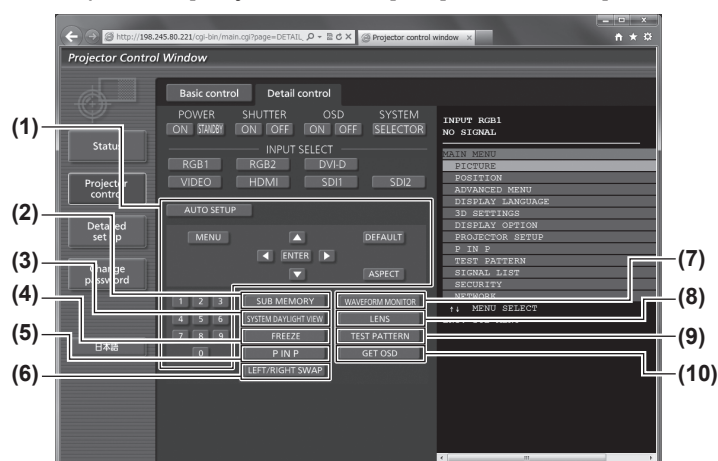 http://198.245.80.221/cgi-bin/main.cgi?page=DETAIL_
Projector control window
Projector Control Window
Basic control
Detail control
POWER
SHUTTER
OSD
SYSTEM
ON STANDBY
ON OFF
ON OFF
SELECTOR
INPUT SELECT
RGB1
RGB2
DVI-D
VIDEO
HDMI
SDI1
SDI2
Status
Projector control
Detailed set up
Change password
日本語
AUTO SETUP
MENU
DEFAULT
ENTER
ASPECT
1 2 3
4 5 6
7 8 9
0
SUB MEMORY
SYSTEM DAYLIGHT VIEW
FREEZE
P IN P
LEFT/RIGHT SWAP
WAVEFORM MONITOR
LENS
TEST PATTERN
GET OSD
INPUT RGB1
NO SIGNAL
MAIN MENU
PICTURE
POSITION
ADVANCED MENU
DISPLAY LANGUAGE
3D SETTINGS
DISPLAY OPTION
PROJECTOR SETUP
P IN P
TEST PATTERN
SIGNAL LIST
SECURITY
NETWORK
↑↓ MENU SELECT
(1)
(2)
(3)
(4)
(5)
(6)
(7)
(8)
(9)
(10)